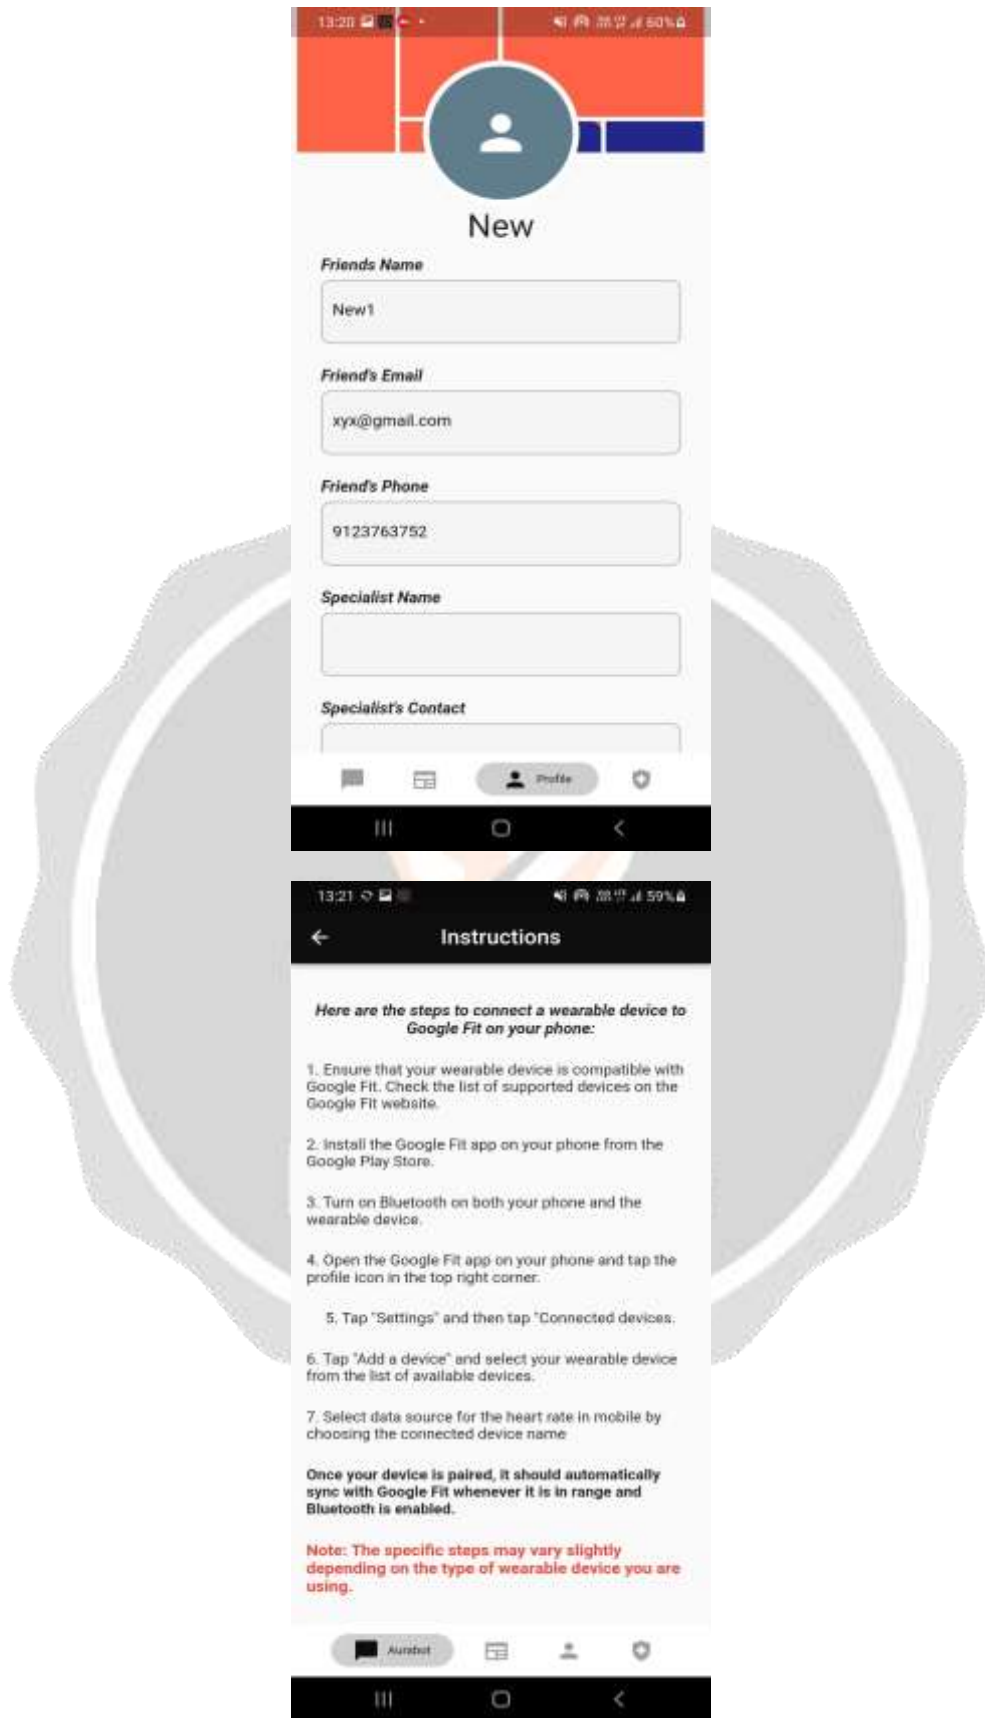 13:20
60%
New
Friends Name
New1
Friend's Email
xyx@gmail.com
Friend's Phone
9123763752
Specialist Name
Specialist's Contact
Profile
13:21
59%
Instructions
Here are the steps to connect a wearable device to
Google Fit on your phone:
1. Ensure that your wearable device is compatible with
Google Fit. Check the list of supported devices on the
Google Fit website.
2. Install the Google Fit app on your phone from the
Google Play Store.
3. Turn on Bluetooth on both your phone and the
wearable device.
4. Open the Google Fit app on your phone and tap the
profile icon in the top right corner.
5. Tap "Settings" and then tap "Connected devices.
6. Tap "Add a device" and select your wearable device
from the list of available devices.
7. Select data source for the heart rate in mobile by
choosing the connected device name
Once your device is paired, it should automatically
sync with Google Fit whenever it is in range and
Bluetooth is enabled.
Note: The specific steps may vary slightly
depending on the type of wearable device you are
using.